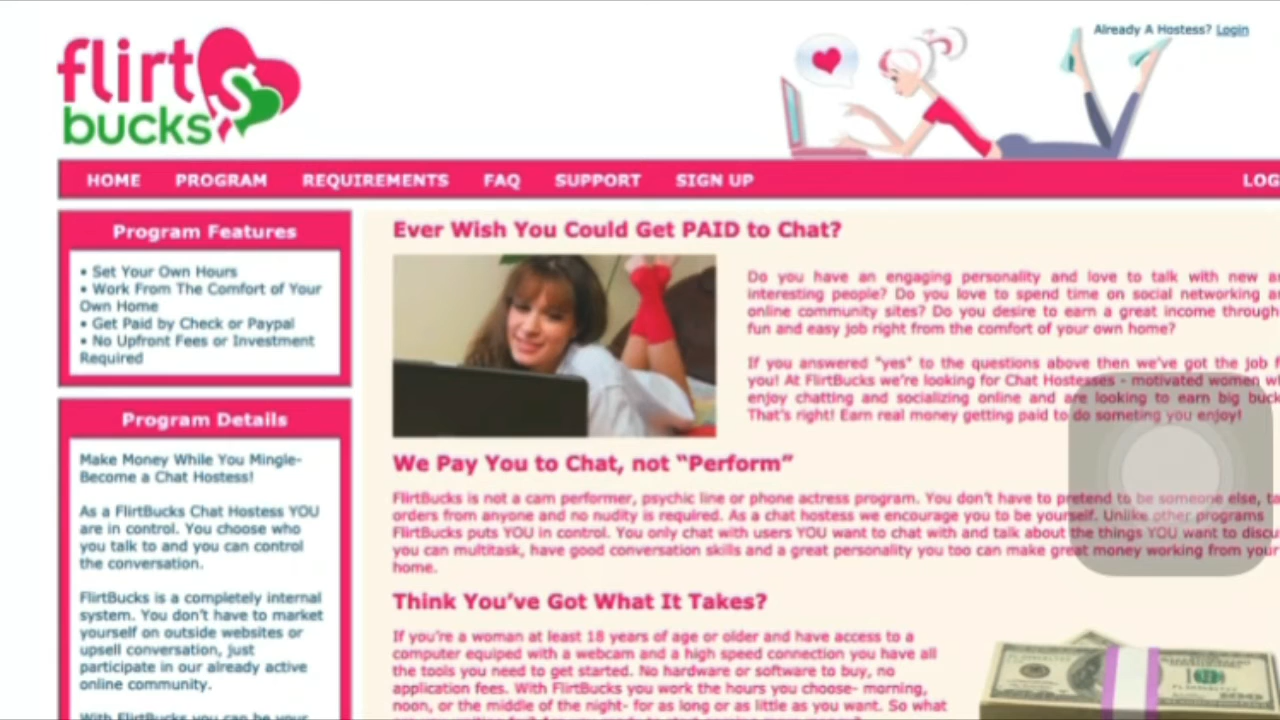 Already A Hostess? Login
flirt
bucks
HOME PROGRAM REQUIREMENTS FAQ SUPPORT SIGN UP LOG
Program Features
• Set Your Own Hours
• Work From The Comfort of Your
Own Home
• Get Paid by Check or Paypal
• No Upfront Fees or Investment
Required
Program Details
Make Money While You Mingle-
Become a Chat Hostess!
As a FlirtBucks Chat Hostess YOU
are in control. You choose who
you talk to and you can control
the conversation.
FlirtBucks is a completely internal
system. You don't have to market
yourself on outside websites or
upsell conversation, just
participate in our already active
online community.
With FlirtBucks you can be your
Ever Wish You Could Get PAID to Chat?
Do you have an engaging personality and love to talk with new
interesting people? Do you love to spend time on social networking
online community sites? Do you desire to earn a great income through
fun and easy job right from the comfort of your own home?
If you answered "yes" to the questions above then we've got the job
you! At FlirtBucks we're looking for Chat Hostesses - motivated women
enjoy chatting and socializing online and are looking to earn big
That's right! Earn real money getting paid to do someting you enjoy!
We Pay You to Chat, not "Perform"
FlirtBucks is not a cam performer, psychic line or phone actress program. You don't have to pretend to be someone else,
orders from anyone and no nudity is required. As a chat hostess we encourage you to be yourself. Unlike other programs
FlirtBucks puts YOU in control. You only chat with users YOU want to chat with and talk about the things YOU want to
you can multitask, have good conversation skills and a great personality you too can make great money working from your
home.
Think You've Got What It Takes?
If you're a woman at least 18 years of age or older and have access to a
computer equiped with a webcam and a high speed connection you have all
the tools you need to get started. No hardware or software to buy, no
application fees. With FlirtBucks you work the hours you choose- morning,
noon, or the middle of the night- for as long or as little as you want. So what